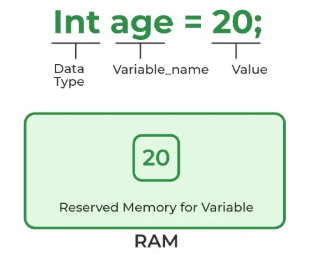 Int age = 20;
Data Type
Variable_name
Value
20
Reserved Memory for Variable
RAM